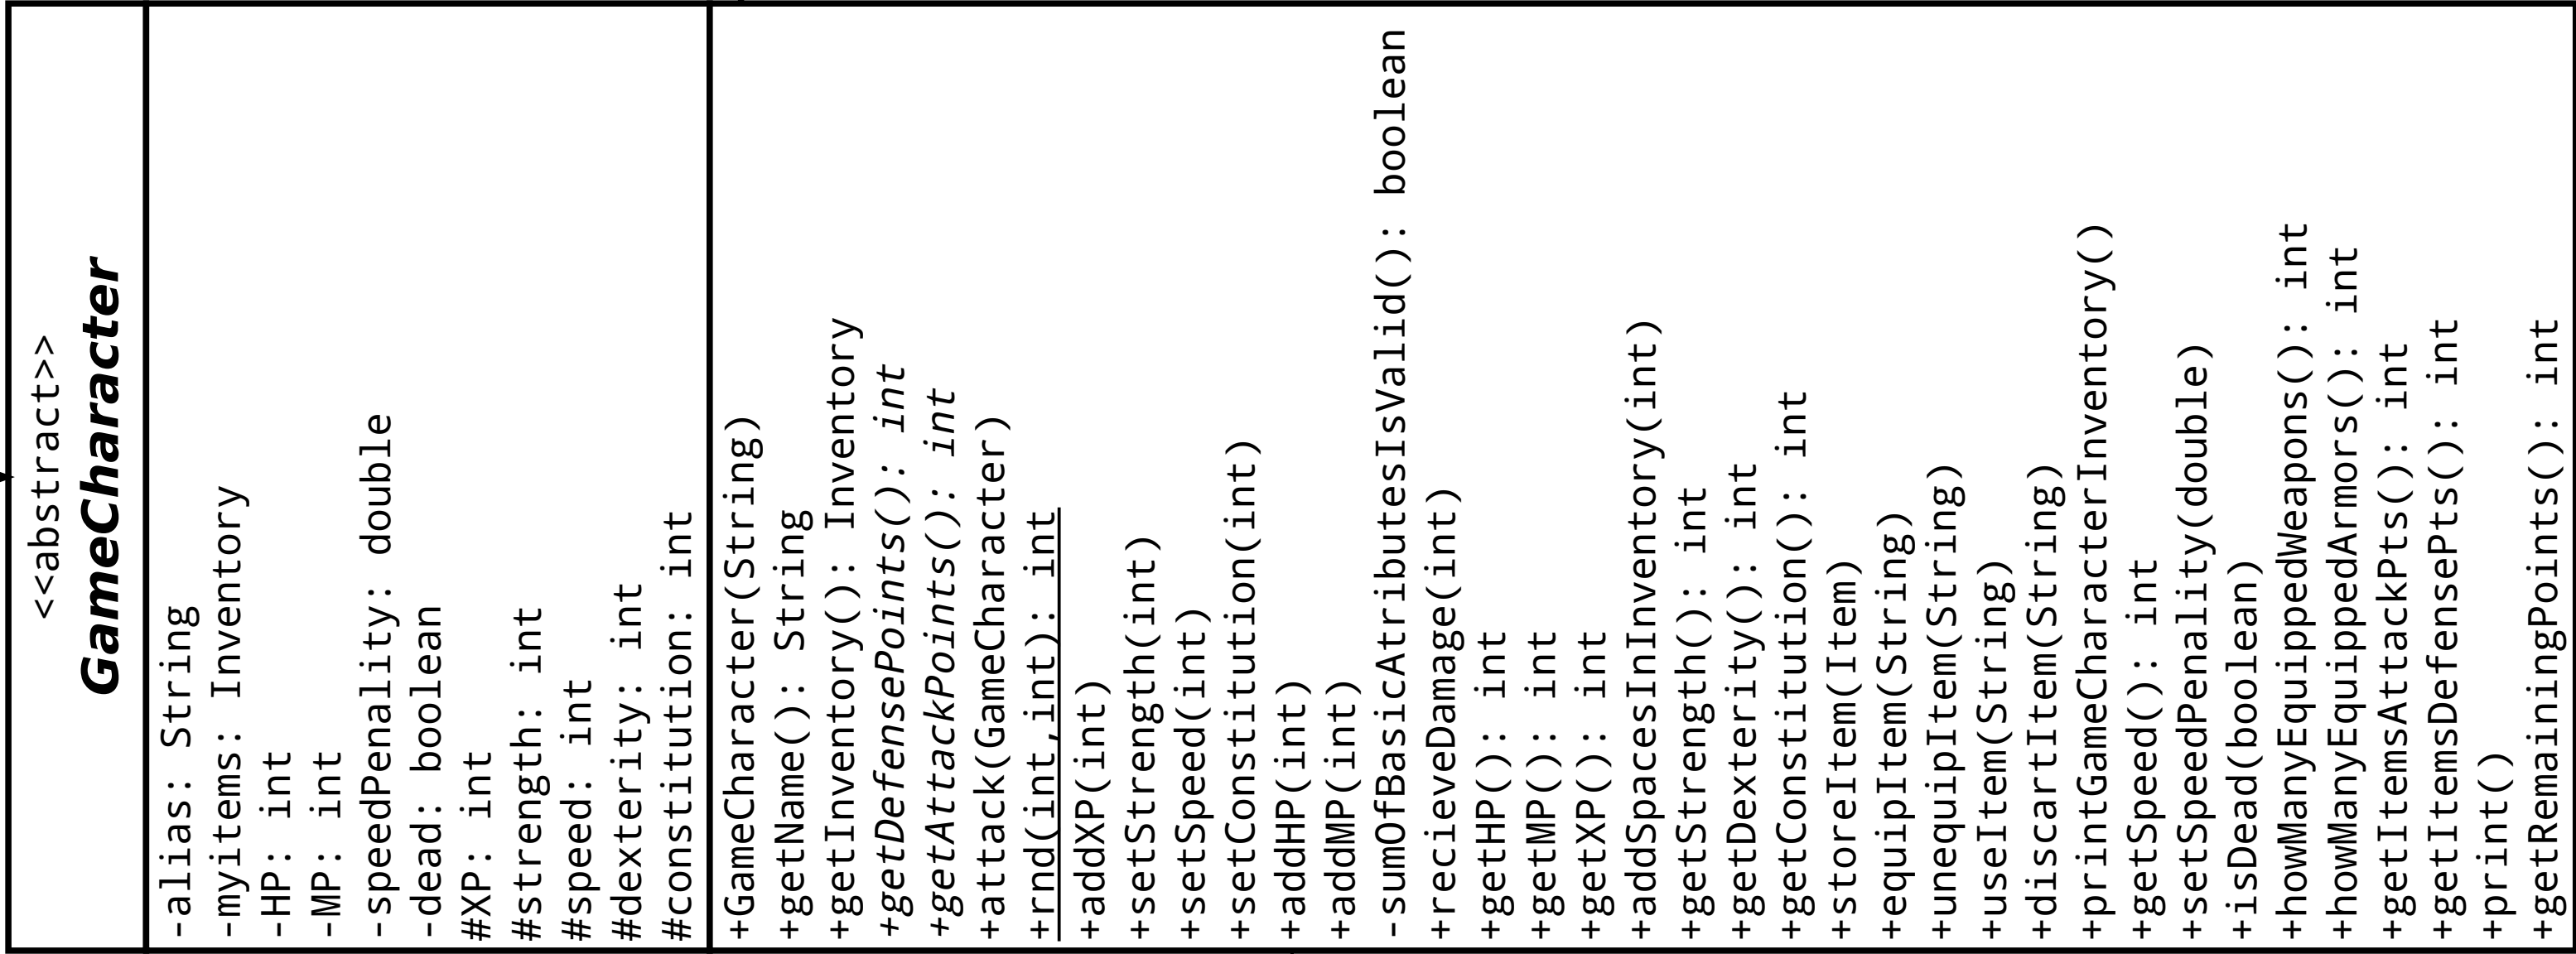 <<abstract>>
GameCharacter
-alias: String
-myitems: Inventory
-HP: int
-MP: int
-speedPenality: double
-dead: boolean
#XP: int
#strength: int
#speed: int
#dexterity: int
#constitution: int
+GameCharacter(String)
+getName(): String
+getInventory(): Inventory
+getDefensePoints(): int
+getAttackPoints(): int
+attack(GameCharacter)
+rnd(int,int): int
+addXP(int)
+setStrength(int)
+setSpeed(int)
+setConstitution(int)
+addHP(int)
+addMP(int)
-sumOfBasicAtributesIsValid(): boolean
+recieveDamage(int)
+getHP(): int
+getMP(): int
+getXP(): int
+addSpacesInInventory(int)
+getStrength(): int
+getDexterity(): int
+getConstitution(): int
+storeItem(Item)
+equipItem(String)
+unequipItem(String)
+useItem(String)
+discartItem(String)
+printGameCharacterInventory()
+getSpeed(): int
+setSpeedPenality(double)
+isDead(boolean)
+howManyEquippedWeapons(): int
+howManyEquippedArmors(): int
+getItemsAttackPts(): int
+getItemsDefensePts(): int
+print()
+getRemainingPoints(): int